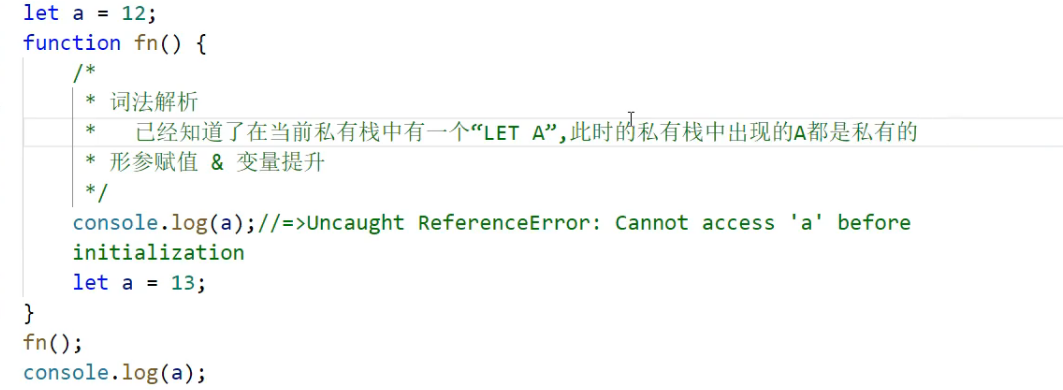 let a = 12;
function fn() {
/*
* 词法解析
* 已经知道了在当前私有栈中有一个“LET A”,此时的私有栈中出现的A都是私有的
* 形参赋值 & 变量提升
*/
console.log(a);//=>Uncaught ReferenceError: Cannot access 'a' before
initialization
let a = 13;
}
fn();
console.log(a);